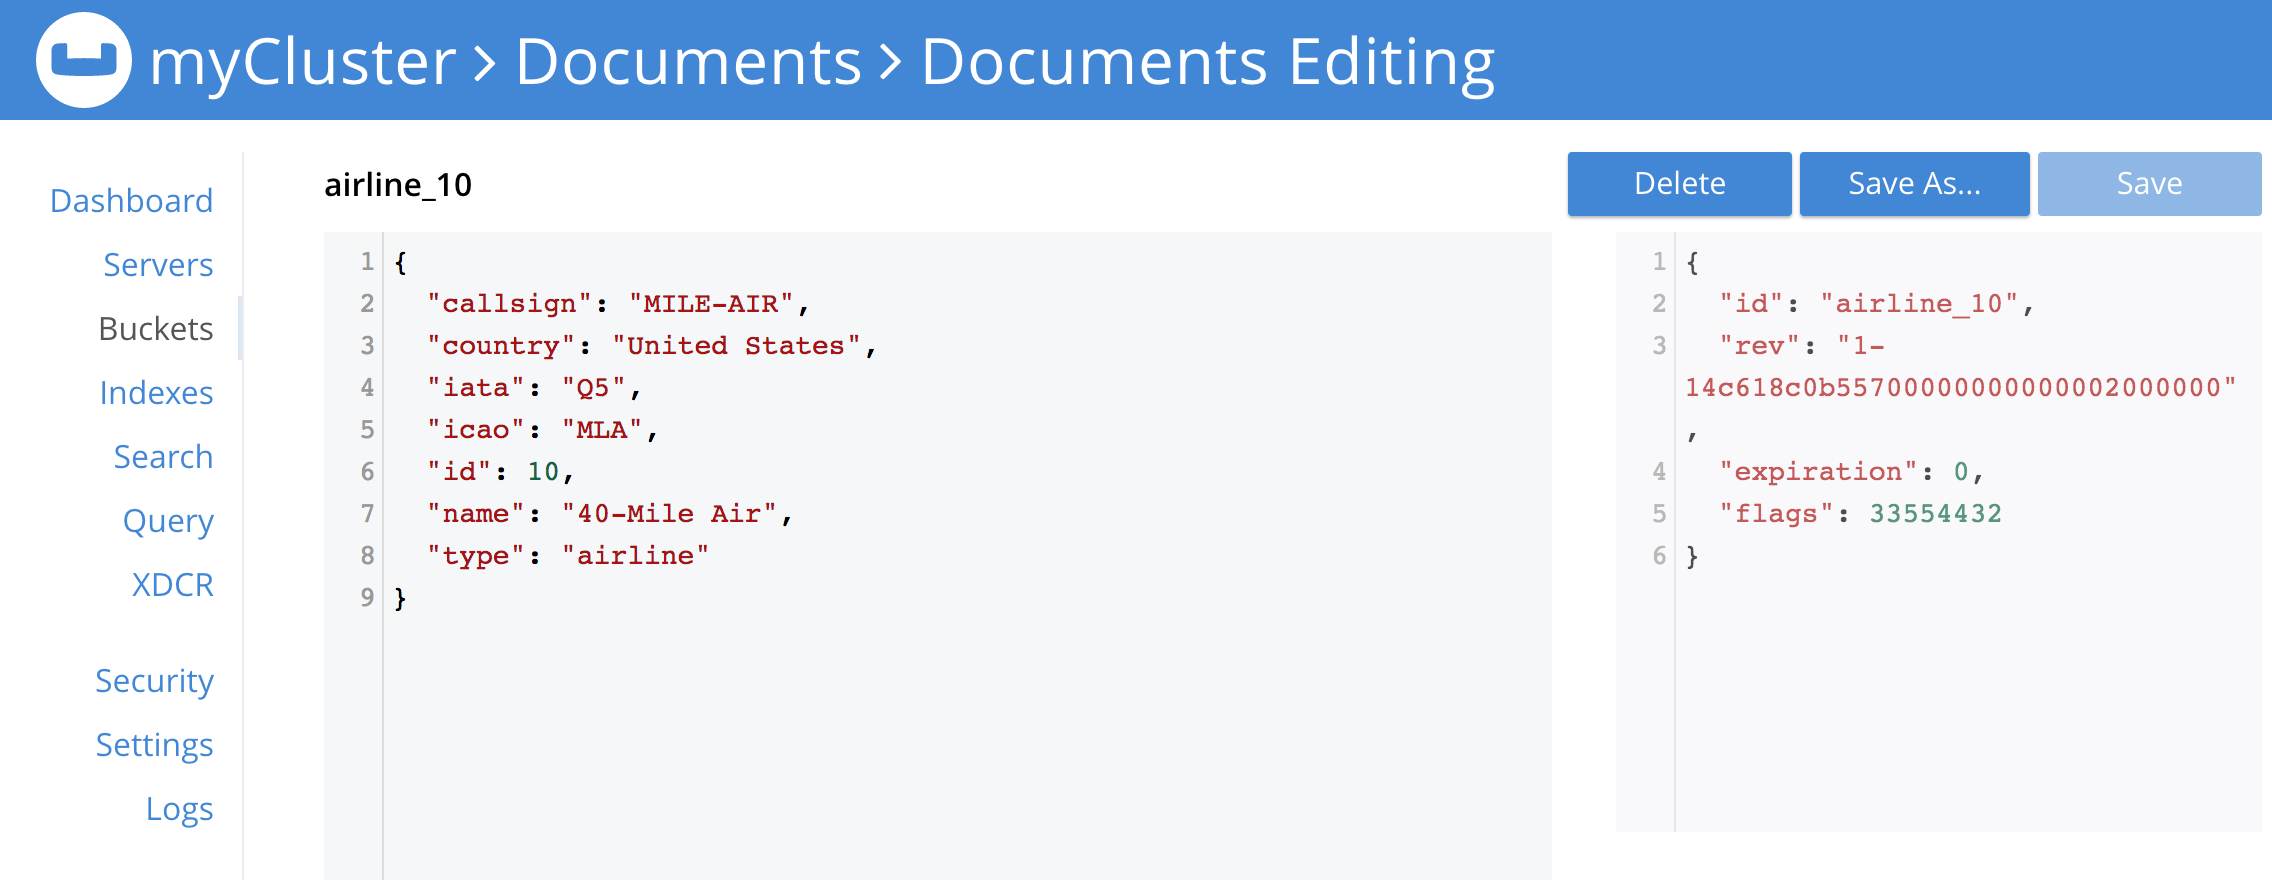 myCluster > Documents > Documents Editing
Dashboard
Servers
Buckets
Indexes
Search
Query
XDCR
Security
Settings
Logs
airline_10
Delete
Save As...
Save
1 {
2 "callsign": "MILE-AIR",
3 "country": "United States",
4 "iata": "Q5",
5 "icao": "MLA",
6 "id": 10,
7 "name": "40-Mile Air",
8 "type": "airline"
9 }
1 {
2 "id": "airline_10",
3 "rev": "1-
14c618c0b5570000000000002000000"
,
4 "expiration": 0,
5 "flags": 33554432
6 }